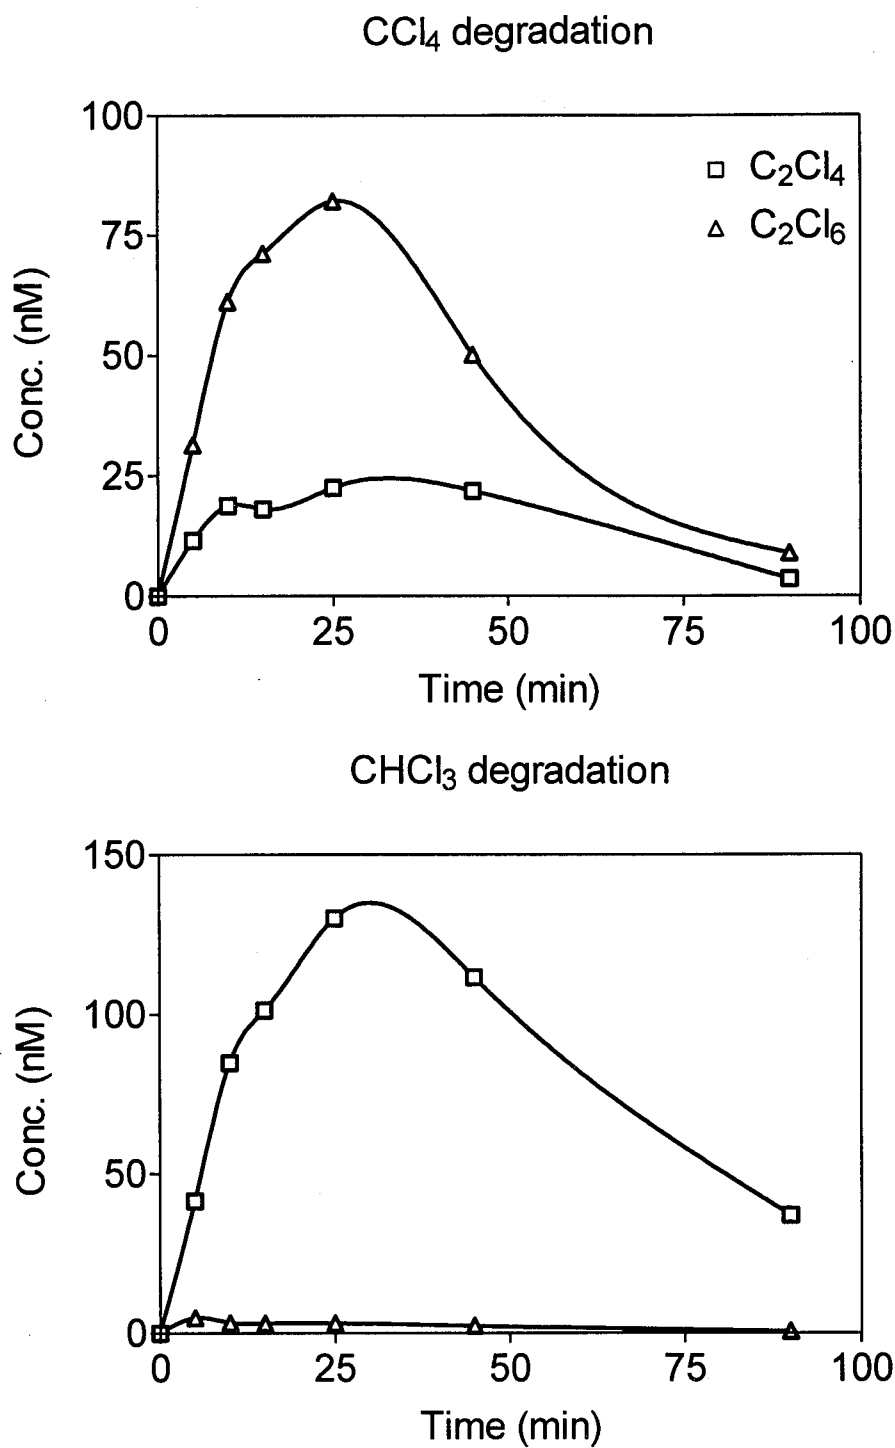 CCl₄ degradation
100
75
50
25
0
Conc. (nM)
C₂Cl₄
C₂Cl₆
0 25 50 75 100
Time (min)
CHCl₃ degradation
150
100
50
0
Conc. (nM)
0 25 50 75 100
Time (min)